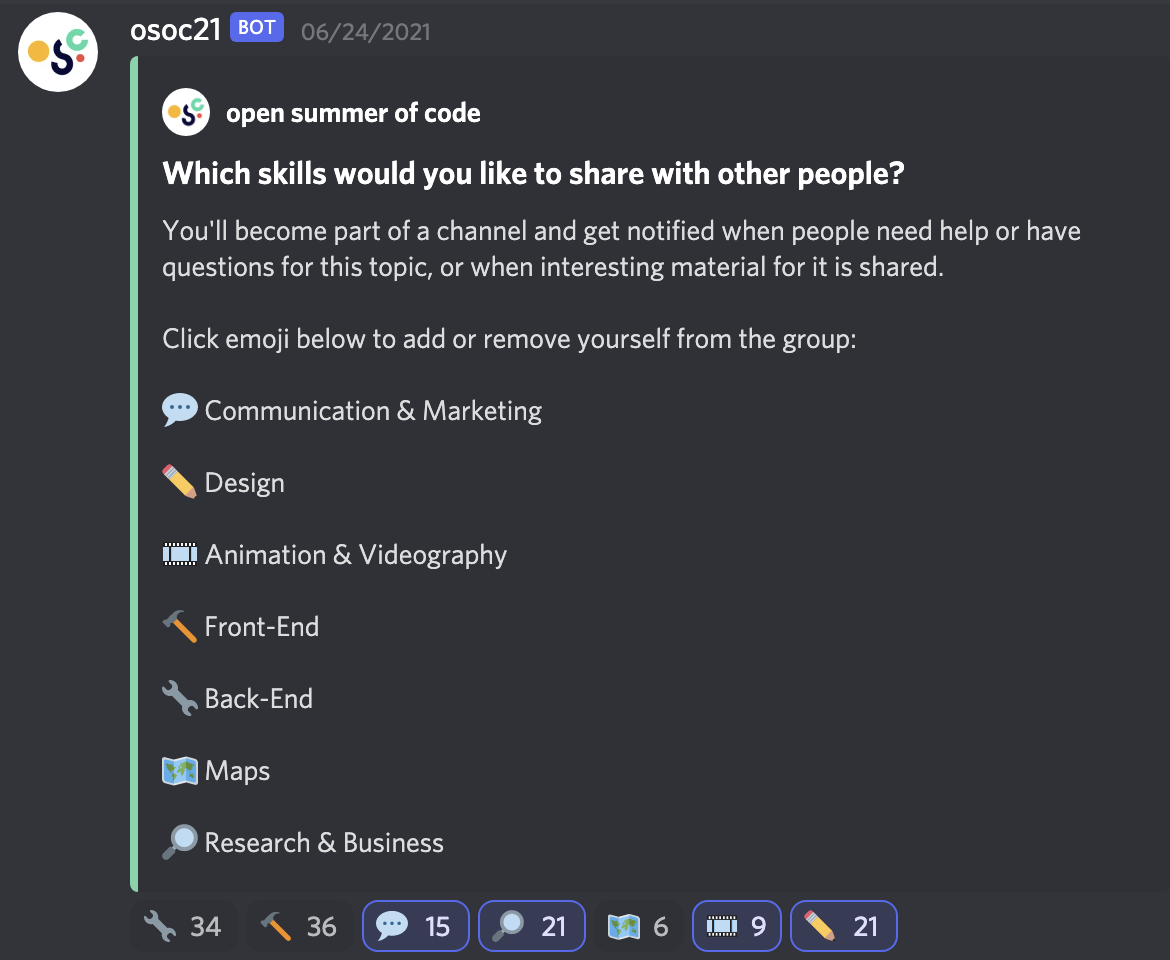 osoc21 BOT 06/24/2021
open summer of code
Which skills would you like to share with other people?
You'll become part of a channel and get notified when people need help or have
questions for this topic, or when interesting material for it is shared.
Click emoji below to add or remove yourself from the group:
💬 Communication & Marketing
✏️ Design
🎞️ Animation & Videography
🔨 Front-End
🔧 Back-End
🗺️ Maps
🔎 Research & Business
🔧 34 🔨 36 💬 15 🔎 21 🗺️ 6 🎞️ 9 ✏️ 21